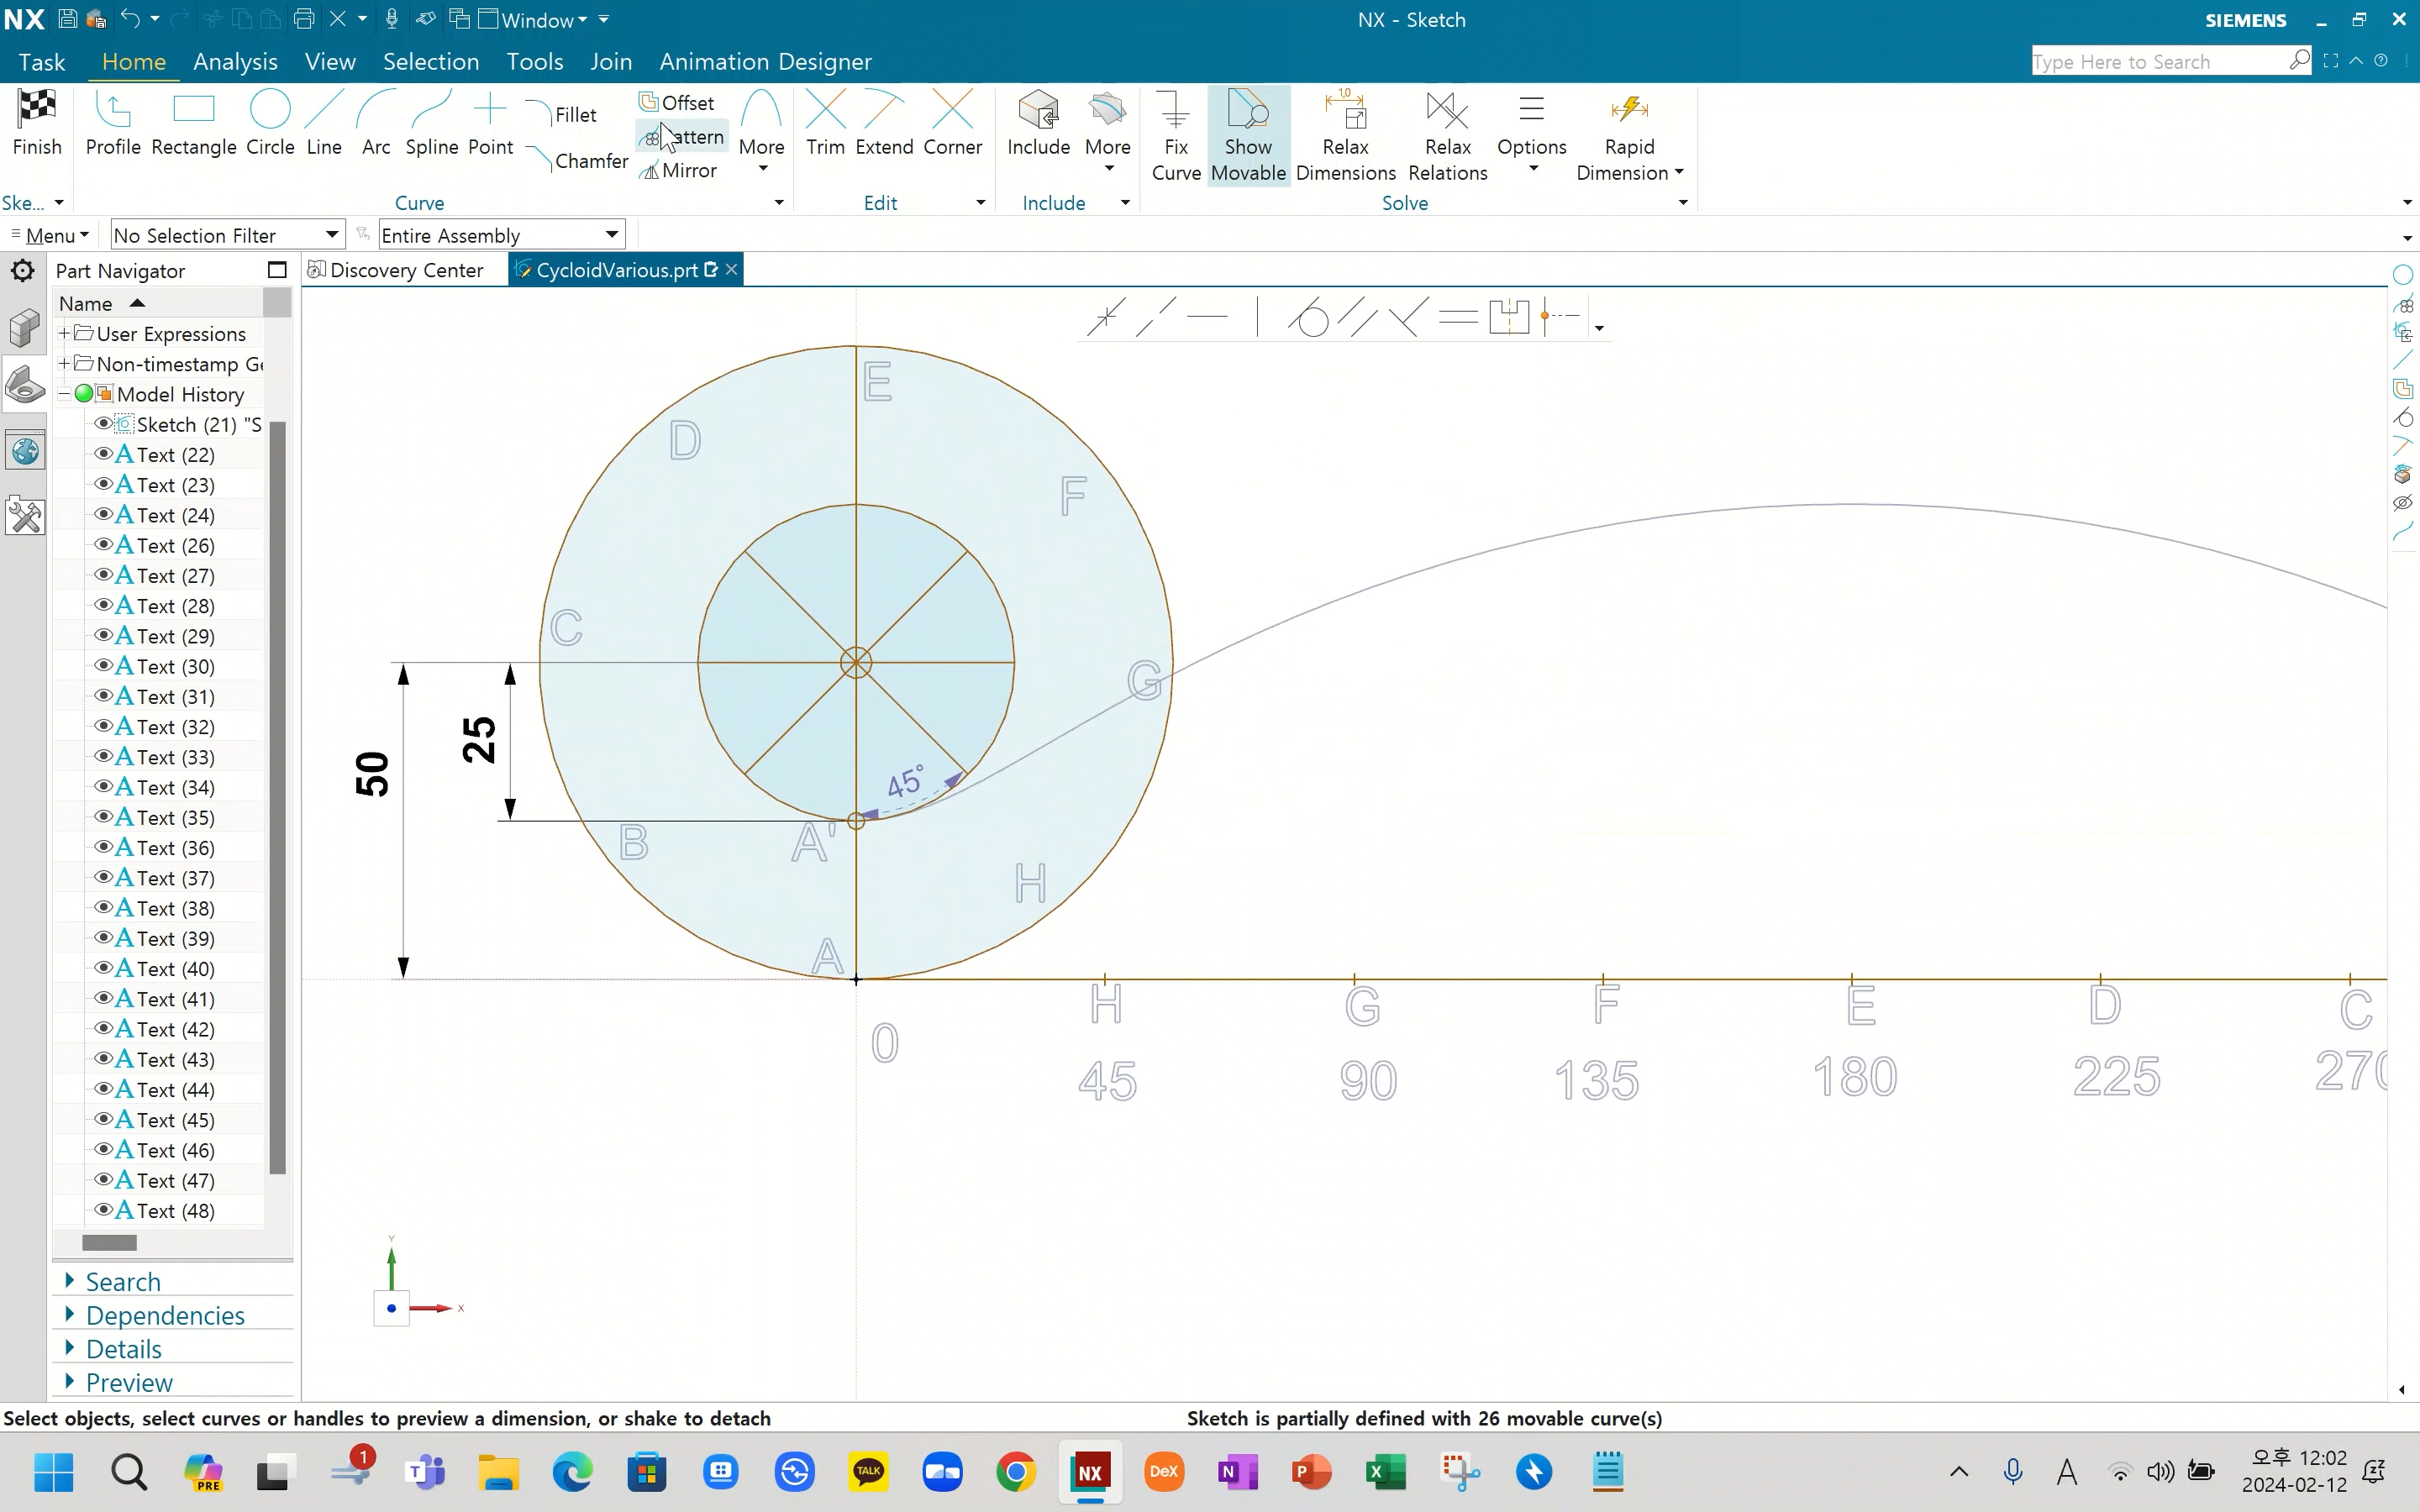 NX
Window
NX - Sketch
SIEMENS
Task Home Analysis View Selection Tools Join Animation Designer
Type Here to Search
Finish
Profile Rectangle Circle Line Arc Spline Point
Fillet
Chamfer
Offset
Pattern
Mirror
More
Trim Extend Corner
Include More
Fix Curve
Show Movable
1,0
Relax Dimensions
Relax Relations
Options
Rapid Dimension
Ske... Curve Edit Include Solve
Menu No Selection Filter Entire Assembly
Part Navigator
Discovery Center CycloidVarious.prt
Name
User Expressions
Non-timestamp Ge
Model History
Sketch (21) "S
Text (22)
Text (23)
Text (24)
Text (26)
Text (27)
Text (28)
Text (29)
Text (30)
Text (31)
Text (32)
Text (33)
Text (34)
Text (35)
Text (36)
Text (37)
Text (38)
Text (39)
Text (40)
Text (41)
Text (42)
Text (43)
Text (44)
Text (45)
Text (46)
Text (47)
Text (48)
Search
Dependencies
Details
Preview
E
D
F
C
G
50
25
45°
B
A'
H
A
H G F E D C
0
45 90 135 180 225 270
Y
X
Select objects, select curves or handles to preview a dimension, or shake to detach
Sketch is partially defined with 26 movable curve(s)
PRE
1
T
TALK
NX
DeX
N
P
X
A
오후 12:02
2024-02-12